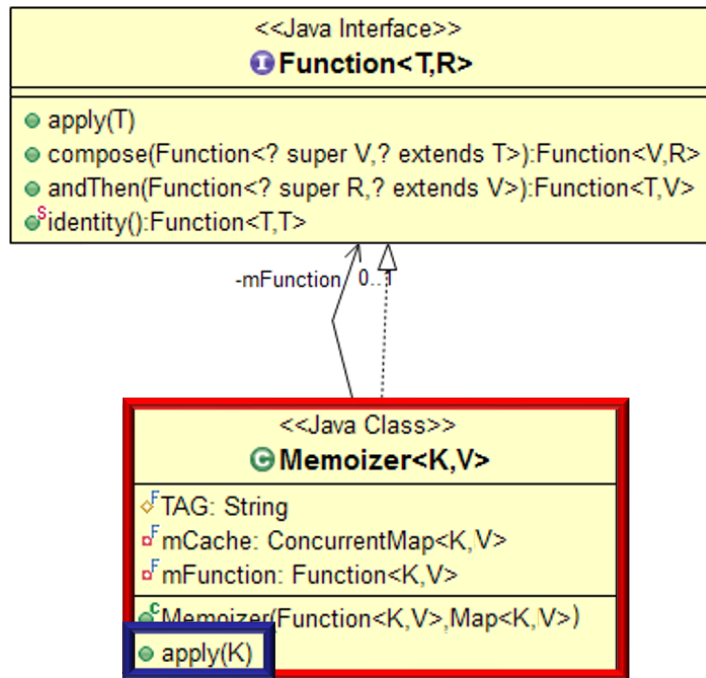 <<Java Interface>>
Function<T,R>
apply(T)
compose(Function<? super V,? extends T>):Function<V,R>
andThen(Function<? super R,? extends V>):Function<T,V>
identity():Function<T,T>
-mFunction 0..1
<<Java Class>>
Memoizer<K,V>
TAG: String
mCache: ConcurrentMap<K,V>
mFunction: Function<K,V>
Memoizer(Function<K,V>,Map<K,V>)
apply(K)